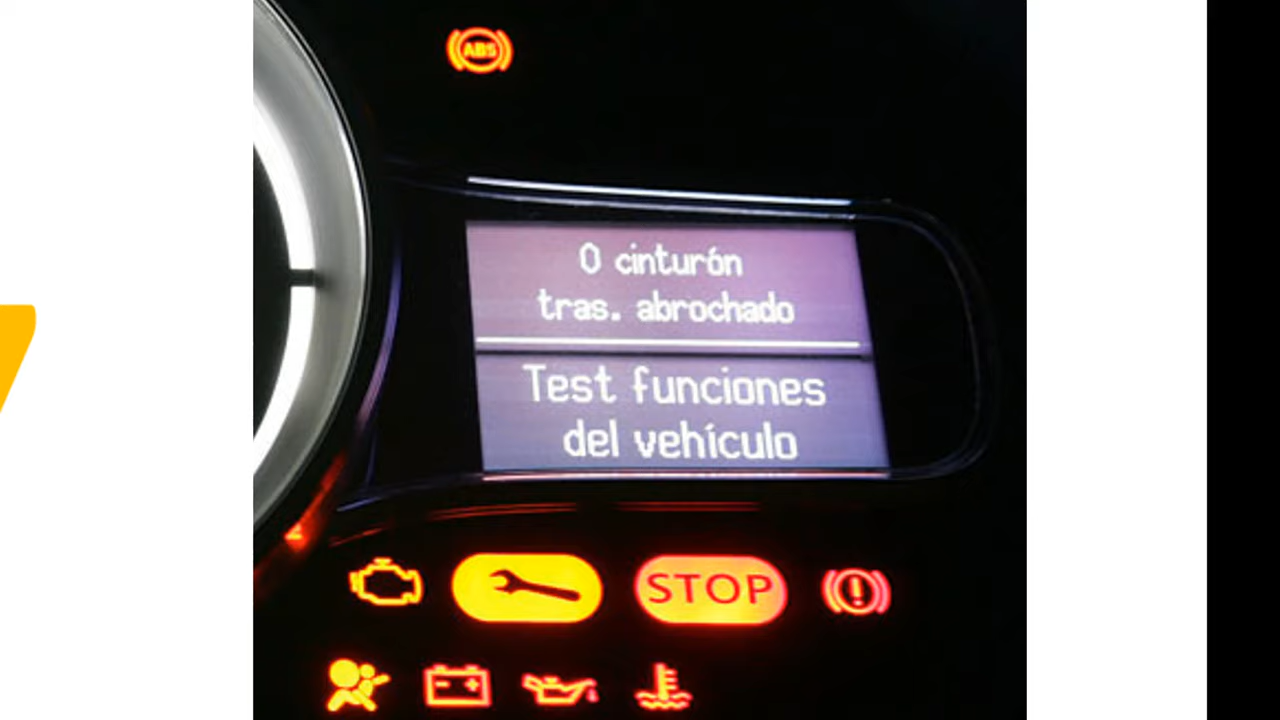 ABS
0 cinturón
tras. abrochado
Test funciones
del vehículo
STOP